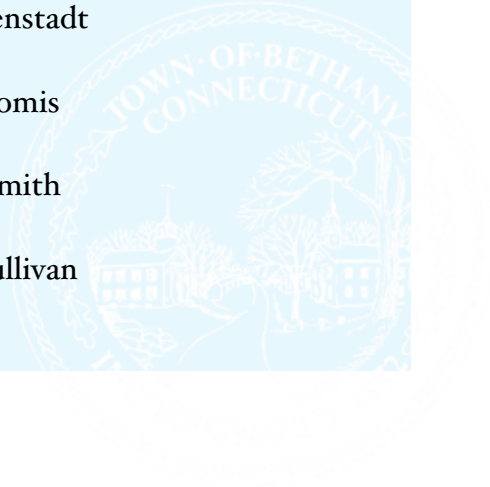 enstadt
TOWN · OF · BETHANY
CONNECTICUT
omis
mith
ullivan